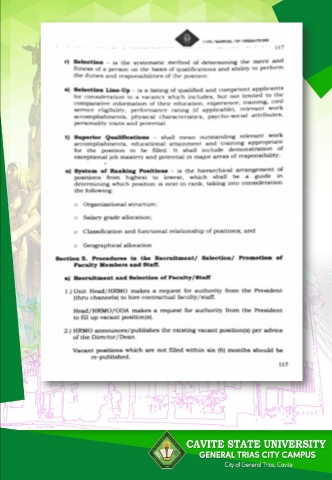 CvSU MANUAL OF OPERATIONS
117
r) Selection - is the systematic method of determining the merit and
fitness of a person on the basis of qualifications and ability to perform
the duties and responsibilities of the position.
s) Selection Line-Up - is a listing of qualified and competent applicants
for consideration to a vacancy which includes, but not limited to the
comparative information of their education, experience, training, civil
service eligibility, performance rating (if applicable), relevant work
accomplishments, physical characteristics, psycho-social attributes,
personality traits and potential.
t) Superior Qualifications - shall mean outstanding relevant work
accomplishments, educational attainment and training appropriate
for the position to be filled. It shall include demonstration of
exceptional job mastery and potential in major areas of responsibility.
u) System of Ranking Positions - is the hierarchical arrangement of
positions from highest to lowest, which shall be a guide in
determining which position is next-in-rank, taking into consideration
the following:
o Organizational structure;
o Salary grade allocation;
o Classification and functional relationship of positions; and
o Geographical allocation
Section 5. Procedures in the Recruitment/ Selection/ Promotion of
Faculty Members and Staff.
a) Recruitment and Selection of Faculty/Staff
1.) Unit Head/HRMO makes a request for authority from the President
(thru channels) to hire contractual faculty/staff.
Head/HRMO/ODA makes a request for authority from the President
to fill up vacant position(s).
2.) HRMO announces/publishes the existing vacant position(s) per advice
of the Director/Dean.
Vacant positions which are not filled within six (6) months should be
re-published.
117
CAVITE STATE UNIVERSITY
GENERAL TRIAS CITY CAMPUS
City of General Trias, Cavite